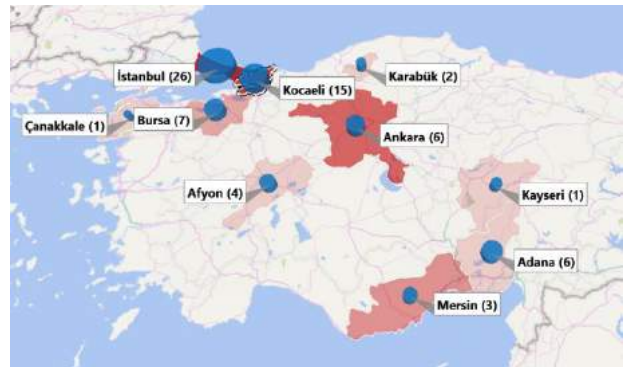 İstanbul (26)
Karabük (2)
Kocaeli (15)
Çanakkale (1)
Bursa (7)
Ankara (6)
Afyon (4)
Kayseri (1)
Adana (6)
Mersin (3)